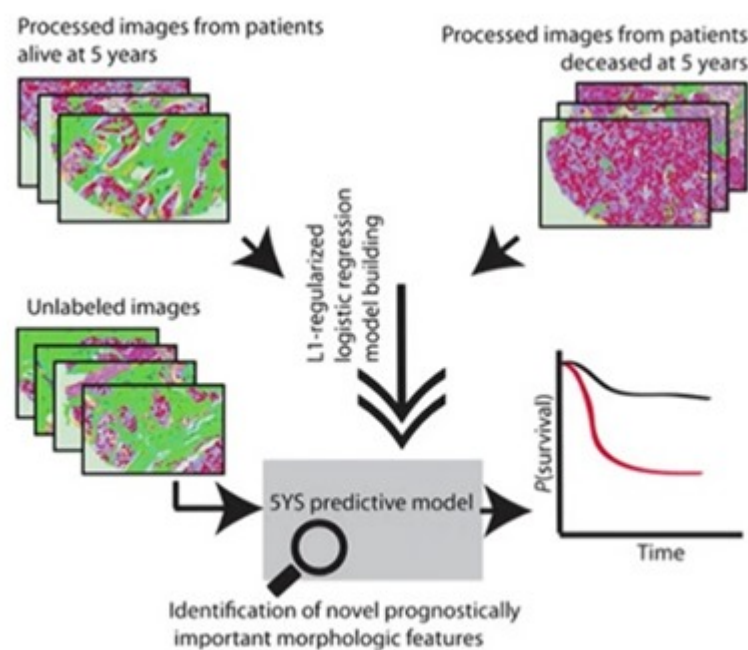 Processed images from patients
alive at 5 years
Processed images from patients
deceased at 5 years
L1-regularized
logistic regression
model building
Unlabeled images
5YS predictive model
P(survival)
Time
Identification of novel prognostically
important morphologic features